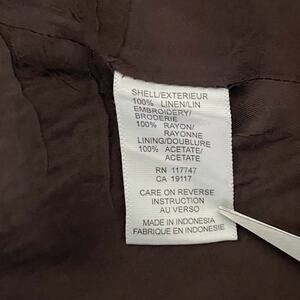 SHELL/EXTERIEUR
100% LINEN/LIN
EMBROIDERY/
BRODERIE
100% RAYON/
RAYONNE
LINING/DOUBLURE
100% ACETATE/
ACETATE
RN 117747
CA 19117
CARE ON REVERSE
INSTRUCTION
AU VERSO
MADE IN INDONESIA
FABRIQUE EN INDONESIE